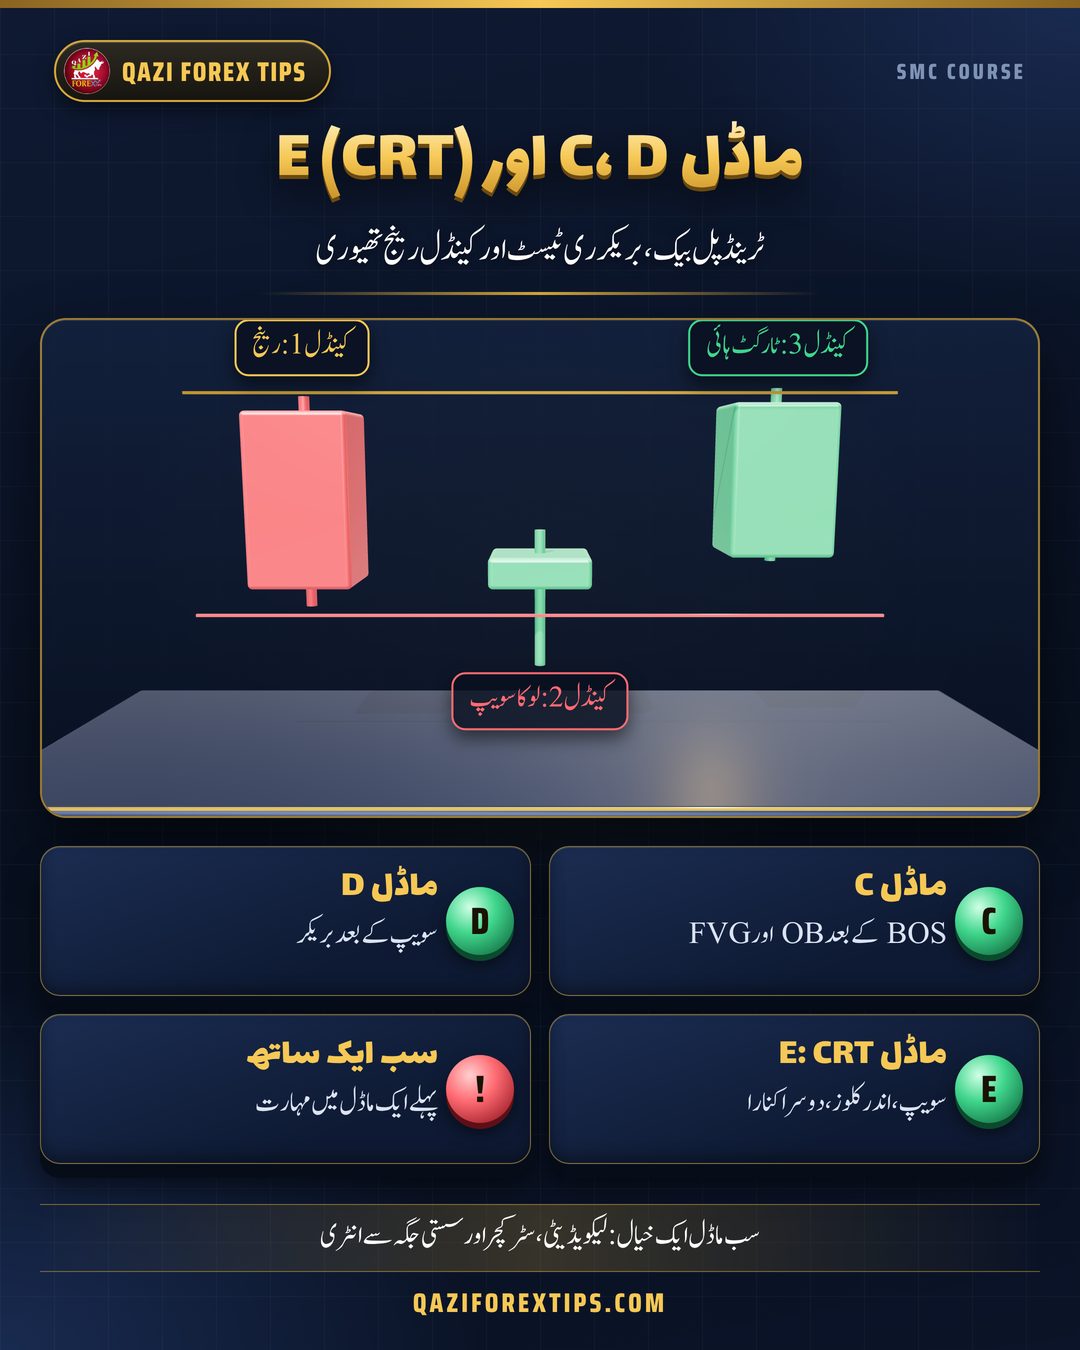 QAZI FOREX TIPS
SMC COURSE
ماڈل C، D اور E (CRT)
ٹرینڈ پل بیک، بریکر ری ٹیسٹ اور کینڈل رینج تھیوری
کینڈل 1: رینج
کینڈل 3: ٹارگٹ ہائی
کینڈل 2: لو کا سویپ
ماڈل C
BOS کے بعد OB اور FVG
C
ماڈل D
سویپ کے بعد بریکر
D
ماڈل E: CRT
سویپ، اندر کلوز، دوسرا کنارا
E
سب ایک ساتھ
پہلے ایک ماڈل میں مہارت
!
سب ماڈل ایک خیال: لیکویڈیٹی، سٹرکچر اور سستی جگہ سے انٹری
QAZIFOREXTIPS.COM